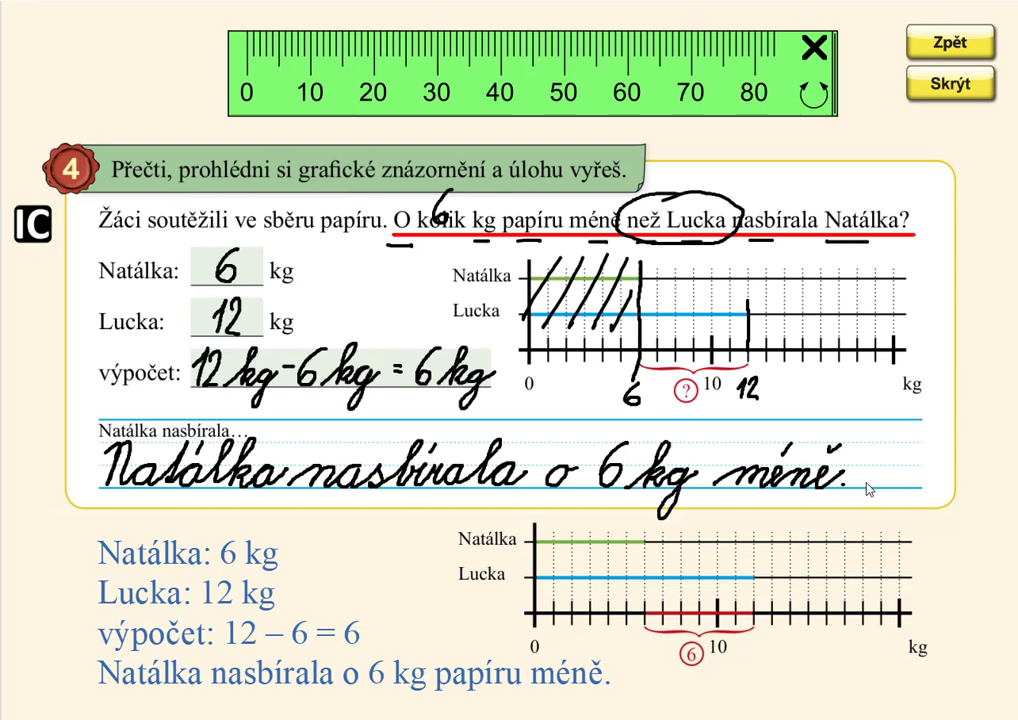 Zpět
0 10 20 30 40 50 60 70 80
Skrýt
4 Přečti, prohlédni si grafické znázornění a úlohu vyřeš.
IC
Žáci soutěžili ve sběru papíru. O kolik kg papíru méně než Lucka nasbírala Natálka?
6
Natálka: 6 kg
Lucka: 12 kg
výpočet: 12 kg - 6 kg = 6 kg
Natálka
Lucka
0 10 kg
6 ? 12
Natálka nasbírala…
Natálka nasbírala o 6 kg méně.
Natálka: 6 kg
Lucka: 12 kg
výpočet: 12 – 6 = 6
Natálka nasbírala o 6 kg papíru méně.
Natálka
Lucka
0 10 kg
6